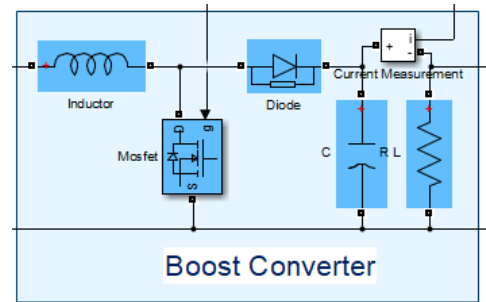 i
+
-
Current Measurement
Inductor
Diode
D
g
Mosfet
S
C
R L
Boost Converter